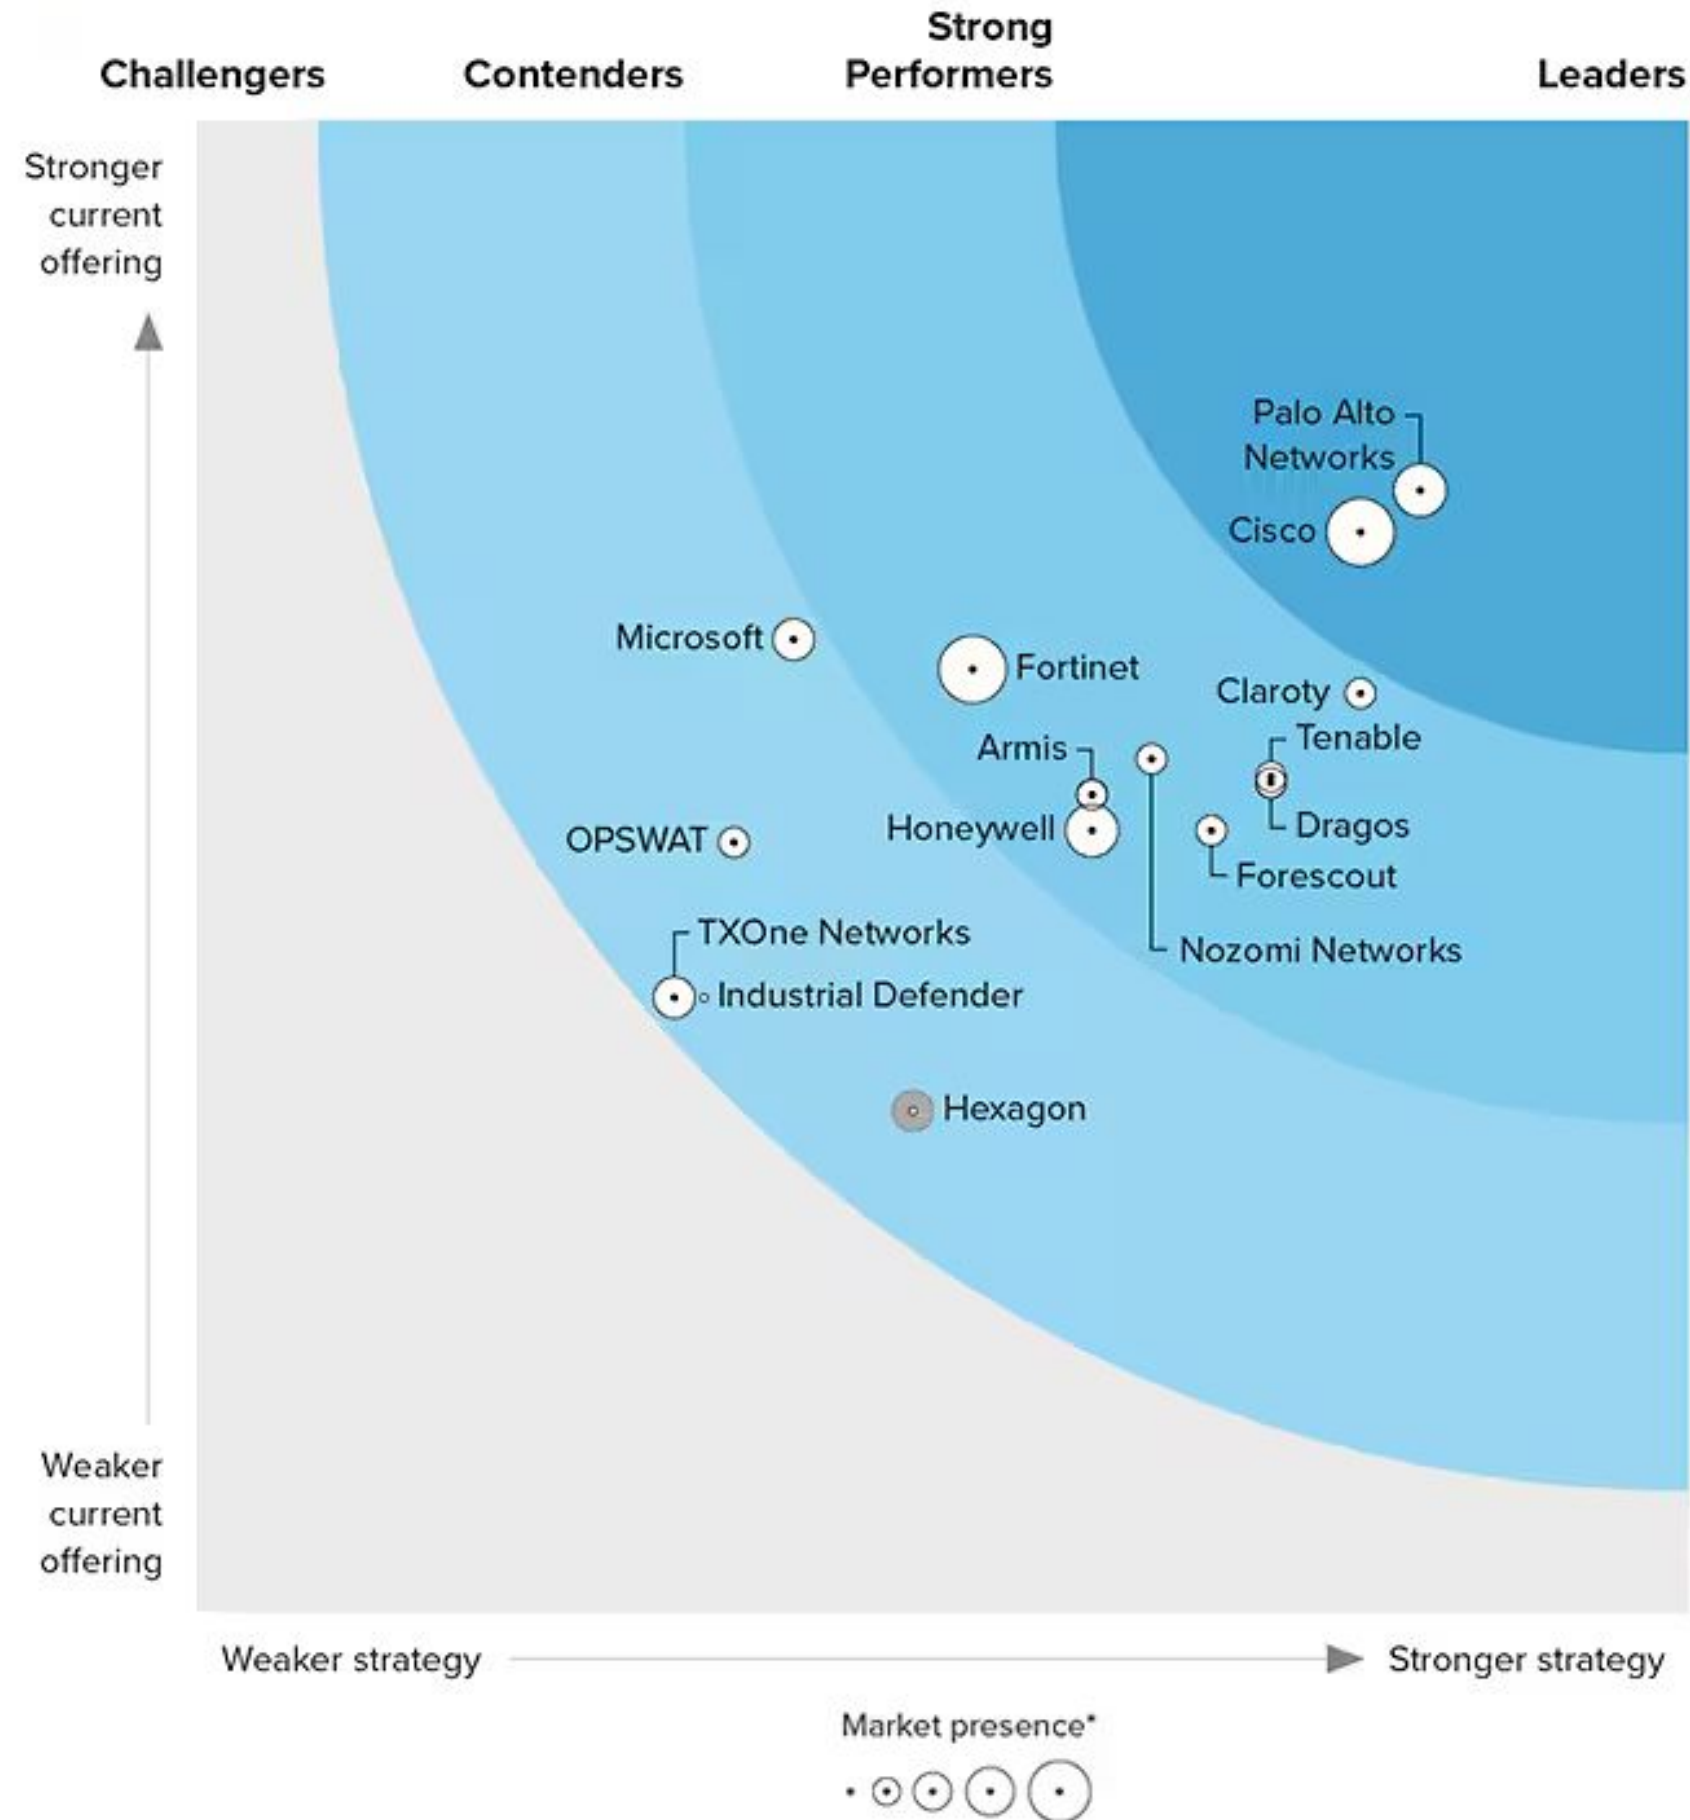 Strong
Challengers Contenders Performers Leaders
Stronger
current
offering
Palo Alto
Networks
Cisco
Microsoft
Fortinet
Claroty
Tenable
Armis
Honeywell
Dragos
OPSWAT
Forescout
TXOne Networks
Nozomi Networks
Industrial Defender
Hexagon
Weaker
current
offering
Weaker strategy Stronger strategy
Market presence*